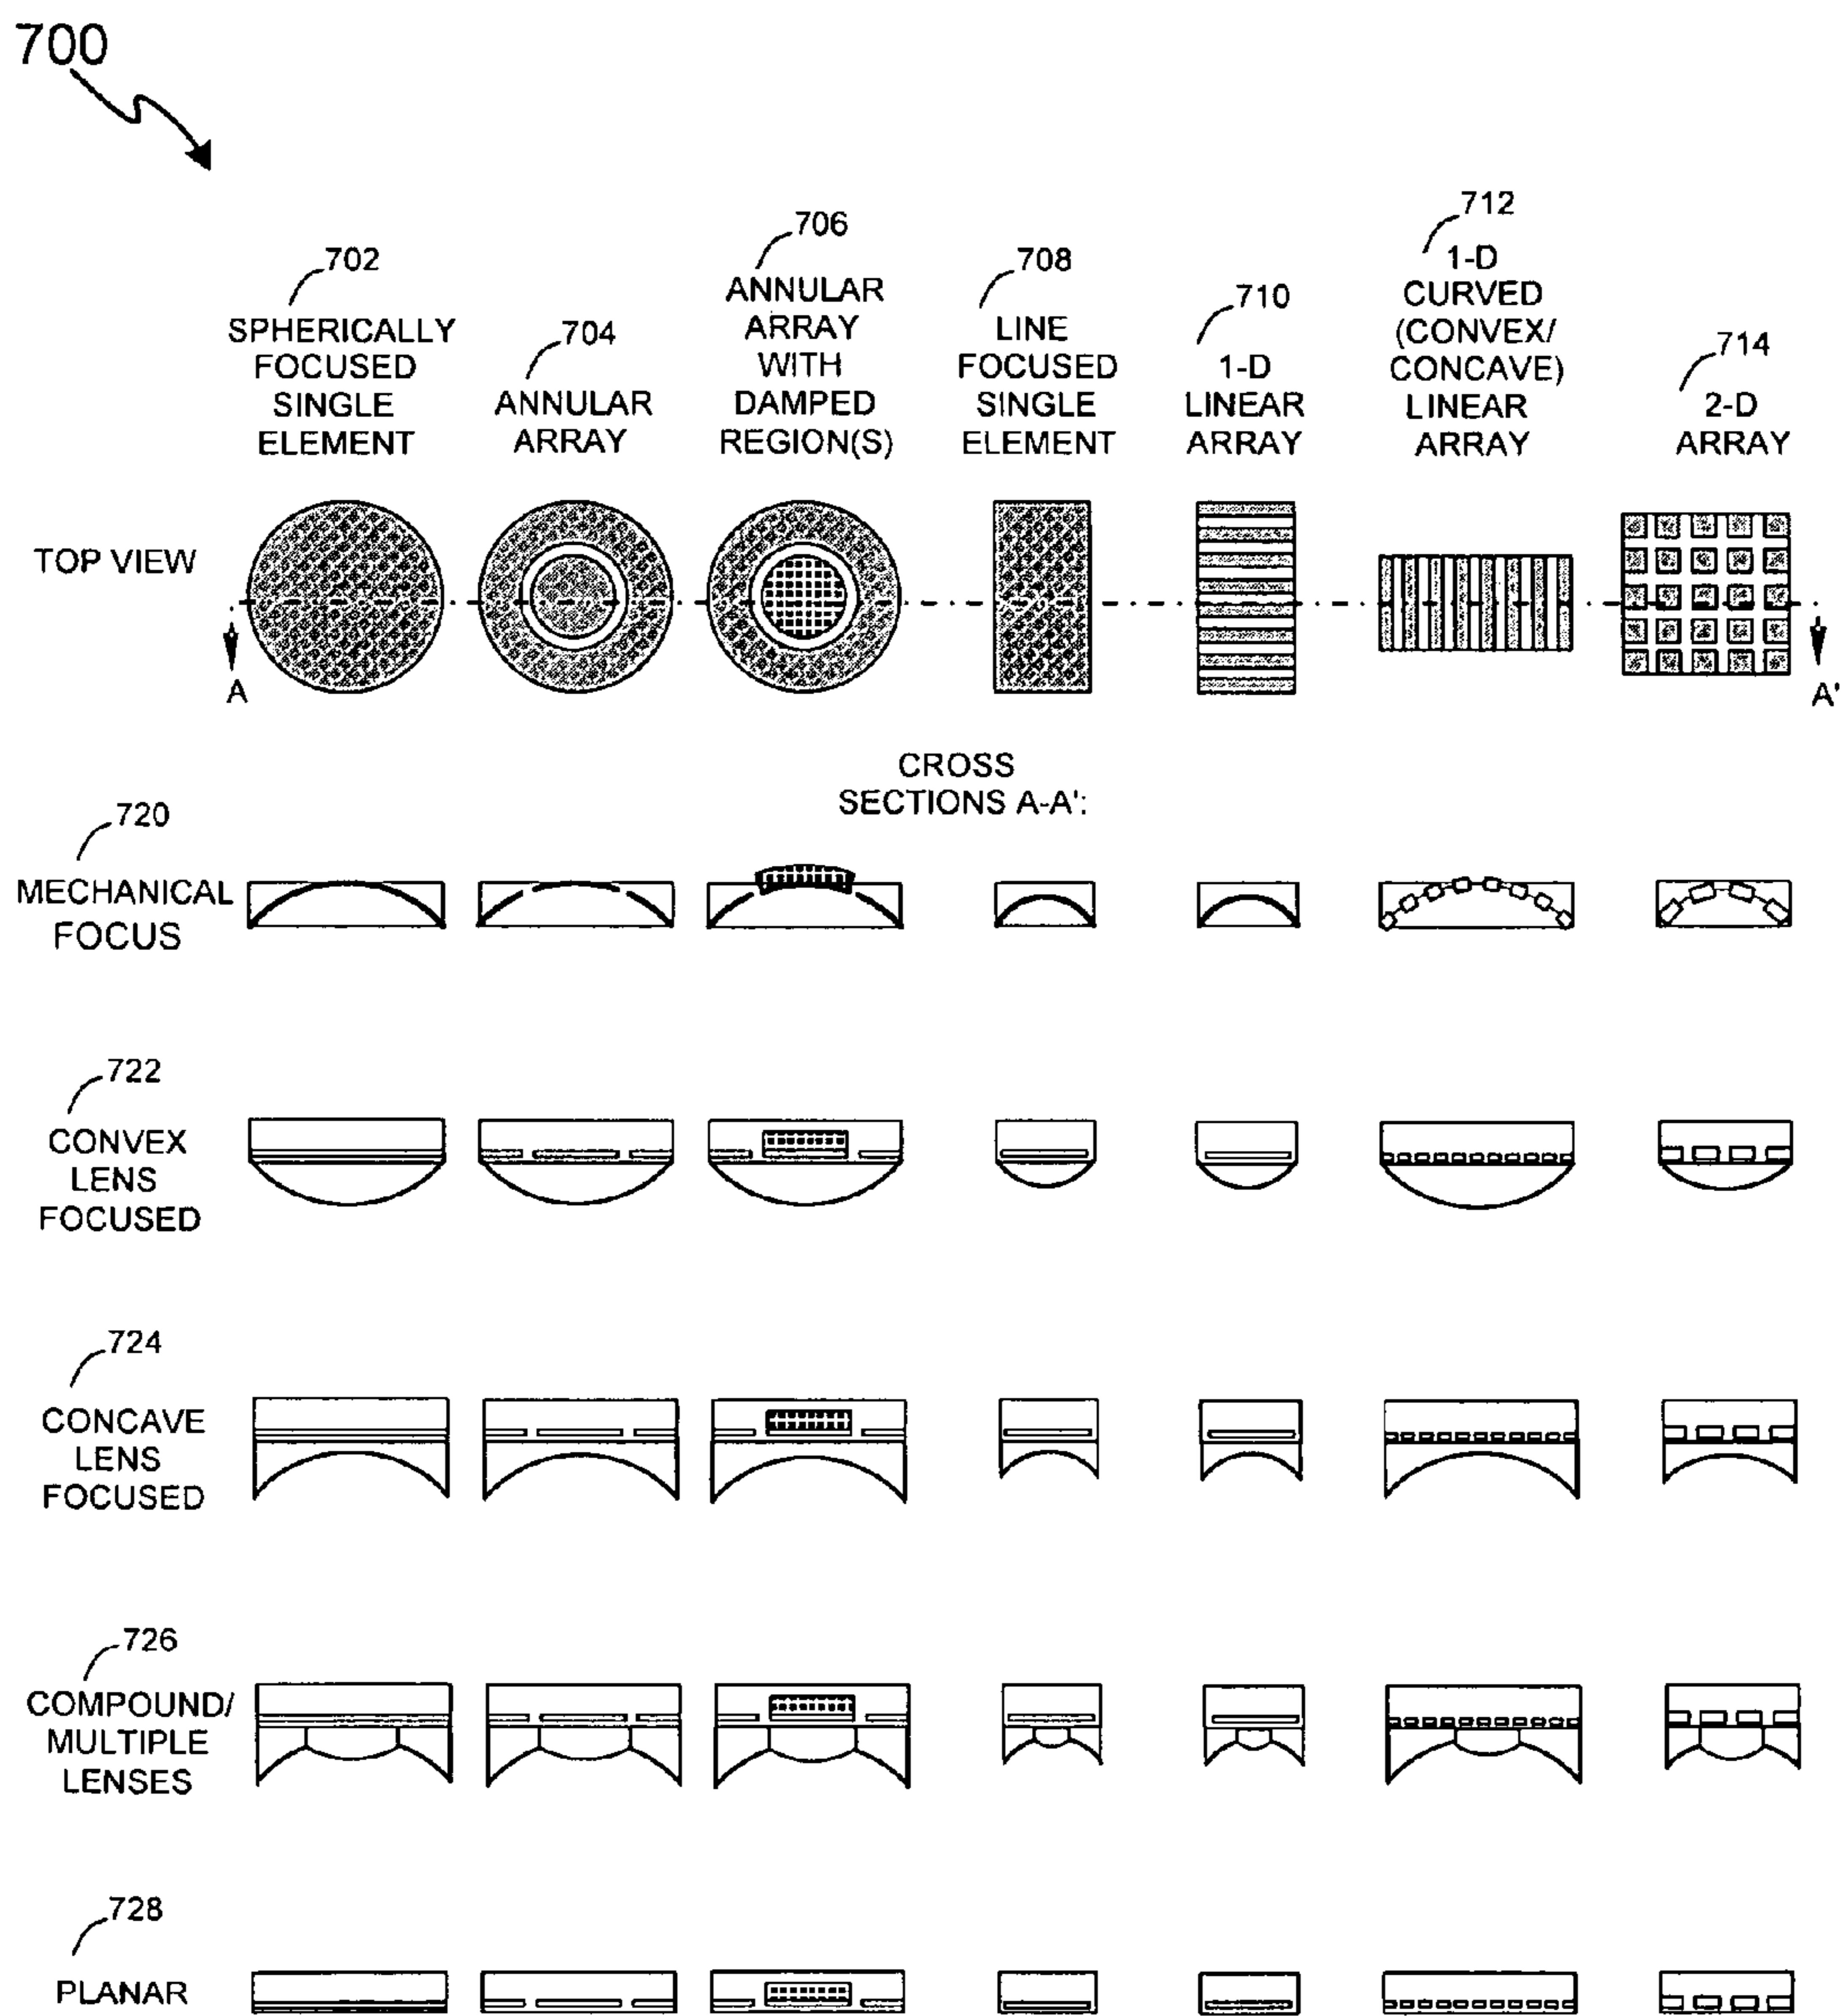 700
702
SPHERICALLY
FOCUSED
SINGLE
ELEMENT
704
ANNULAR
ARRAY
706
ANNULAR
ARRAY
WITH
DAMPED
REGION(S)
708
LINE
FOCUSED
SINGLE
ELEMENT
710
1-D
LINEAR
ARRAY
712
1-D
CURVED
(CONVEX/
CONCAVE)
LINEAR
ARRAY
714
2-D
ARRAY
TOP VIEW
A
A'
CROSS
SECTIONS A-A':
720
MECHANICAL
FOCUS
722
CONVEX
LENS
FOCUSED
724
CONCAVE
LENS
FOCUSED
726
COMPOUND/
MULTIPLE
LENSES
728
PLANAR